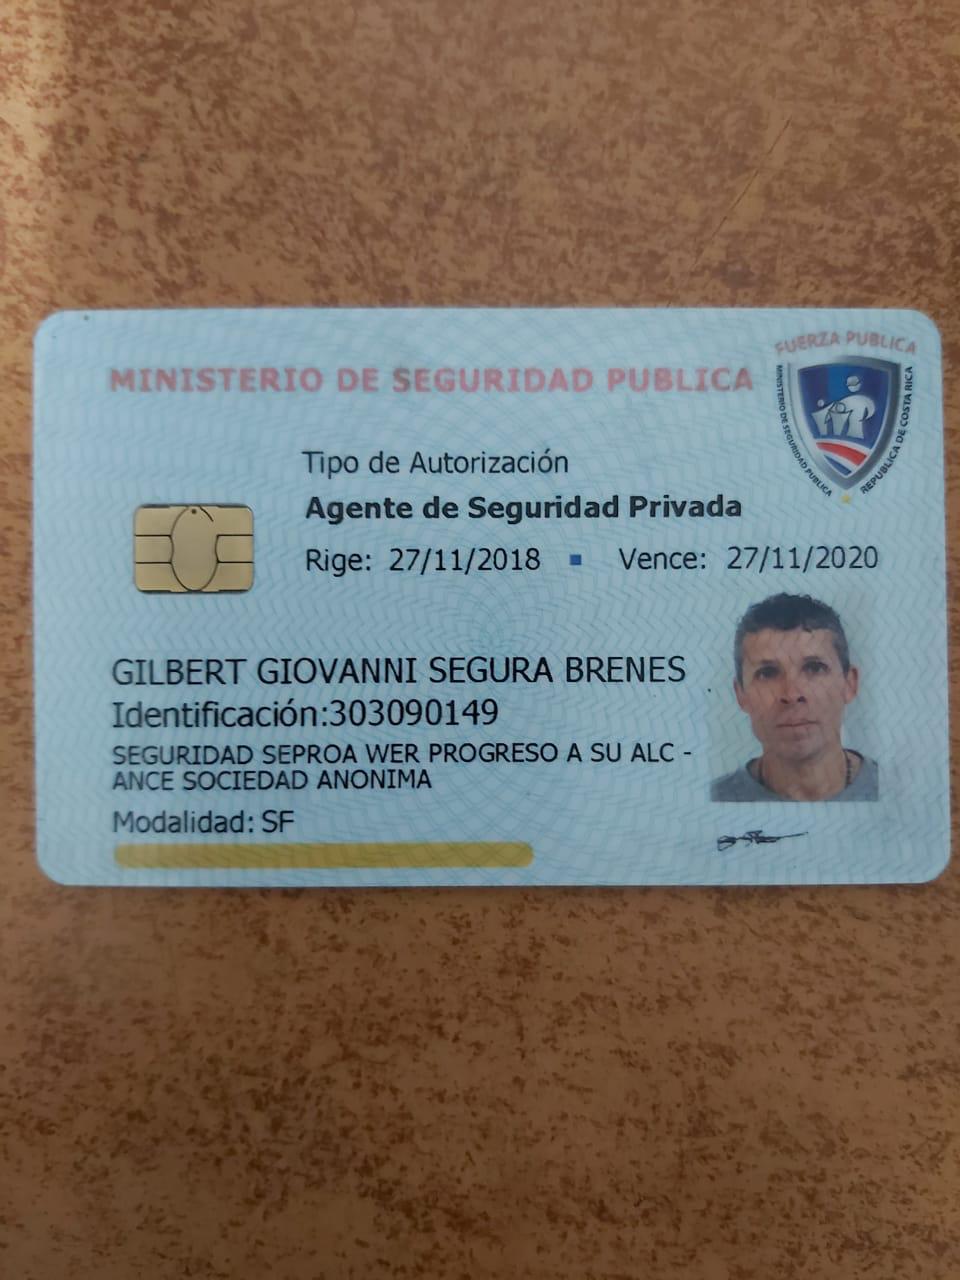 MINISTERIO DE SEGURIDAD PUBLICA
FUERZA PUBLICA
MINISTERIO DE SEGURIDAD PUBLICA
REPUBLICA DE COSTA RICA
Tipo de Autorización
Agente de Seguridad Privada
Rige: 27/11/2018 ▪ Vence: 27/11/2020
GILBERT GIOVANNI SEGURA BRENES
Identificación:303090149
SEGURIDAD SEPROA WER PROGRESO A SU ALC -
ANCE SOCIEDAD ANONIMA
Modalidad: SF